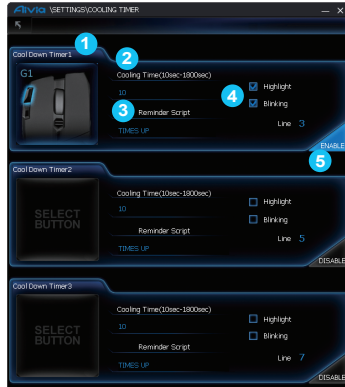 Aivia \SETTINGS\COOLING TIMER
1
2
Cool Down Timer1
G1
Cooling Time(10sec-1800sec)
10
3
Reminder Script
TIMES UP
4
Highlight
Blinking
Line 3
ENABLE
5
Cool Down Timer2
SELECT
BUTTON
Cooling Time(10sec-1800sec)
10
Reminder Script
TIMES UP
Highlight
Blinking
Line 5
DISABLE
Cool Down Timer3
SELECT
BUTTON
Cooling Time(10sec-1800sec)
10
Reminder Script
TIMES UP
Highlight
Blinking
Line 7
DISABLE